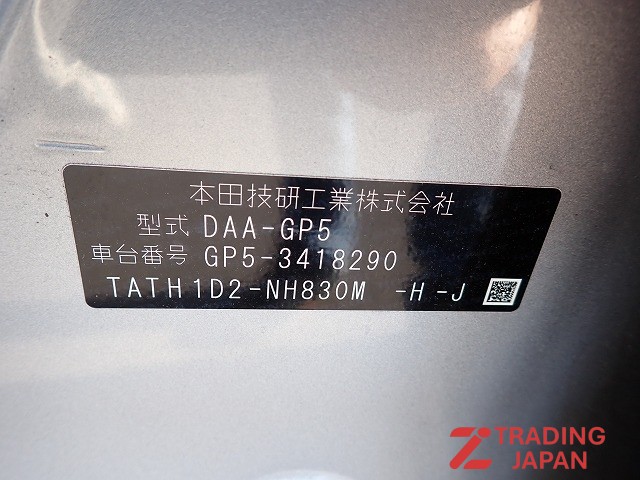 本田技研工業株式会社
型式 DAA-GP5
車台番号 GP5-3418290
TATH1D2-NH830M -H-J
TRADING
JAPAN